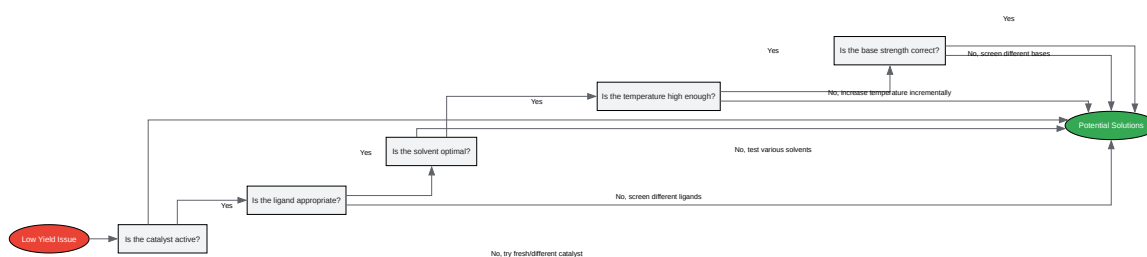 Yes
Is the base strength correct?
Yes
No, screen different bases
Is the temperature high enough?
No, increase temperature incrementally
Yes
Potential Solutions
Is the solvent optimal?
Yes
No, test various solvents
Is the ligand appropriate?
No, screen different ligands
Yes
Low Yield Issue
Is the catalyst active?
No, try fresh/different catalyst